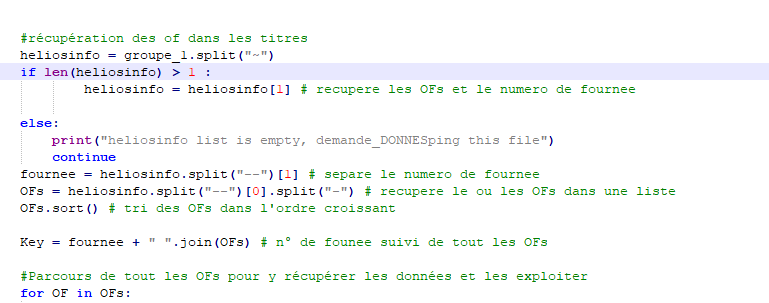 #récupération des of dans les titres
heliosinfo = groupe_1.split("~")
if len(heliosinfo) > 1 :
heliosinfo = heliosinfo[1] # recupere les OFs et le numero de fournee
else:
print("heliosinfo list is empty, demande_DONNESping this file")
continue
fournee = heliosinfo.split("--")[1] # separe le numero de fournee
OFs = heliosinfo.split("--")[0].split("-") # recupere le ou les OFs dans une liste
OFs.sort() # tri des OFs dans l'ordre croissant
Key = fournee + " ".join(OFs) # n° de founee suivi de tout les OFs
#Parcours de tout les OFs pour y récupérer les données et les exploiter
for OF in OFs: